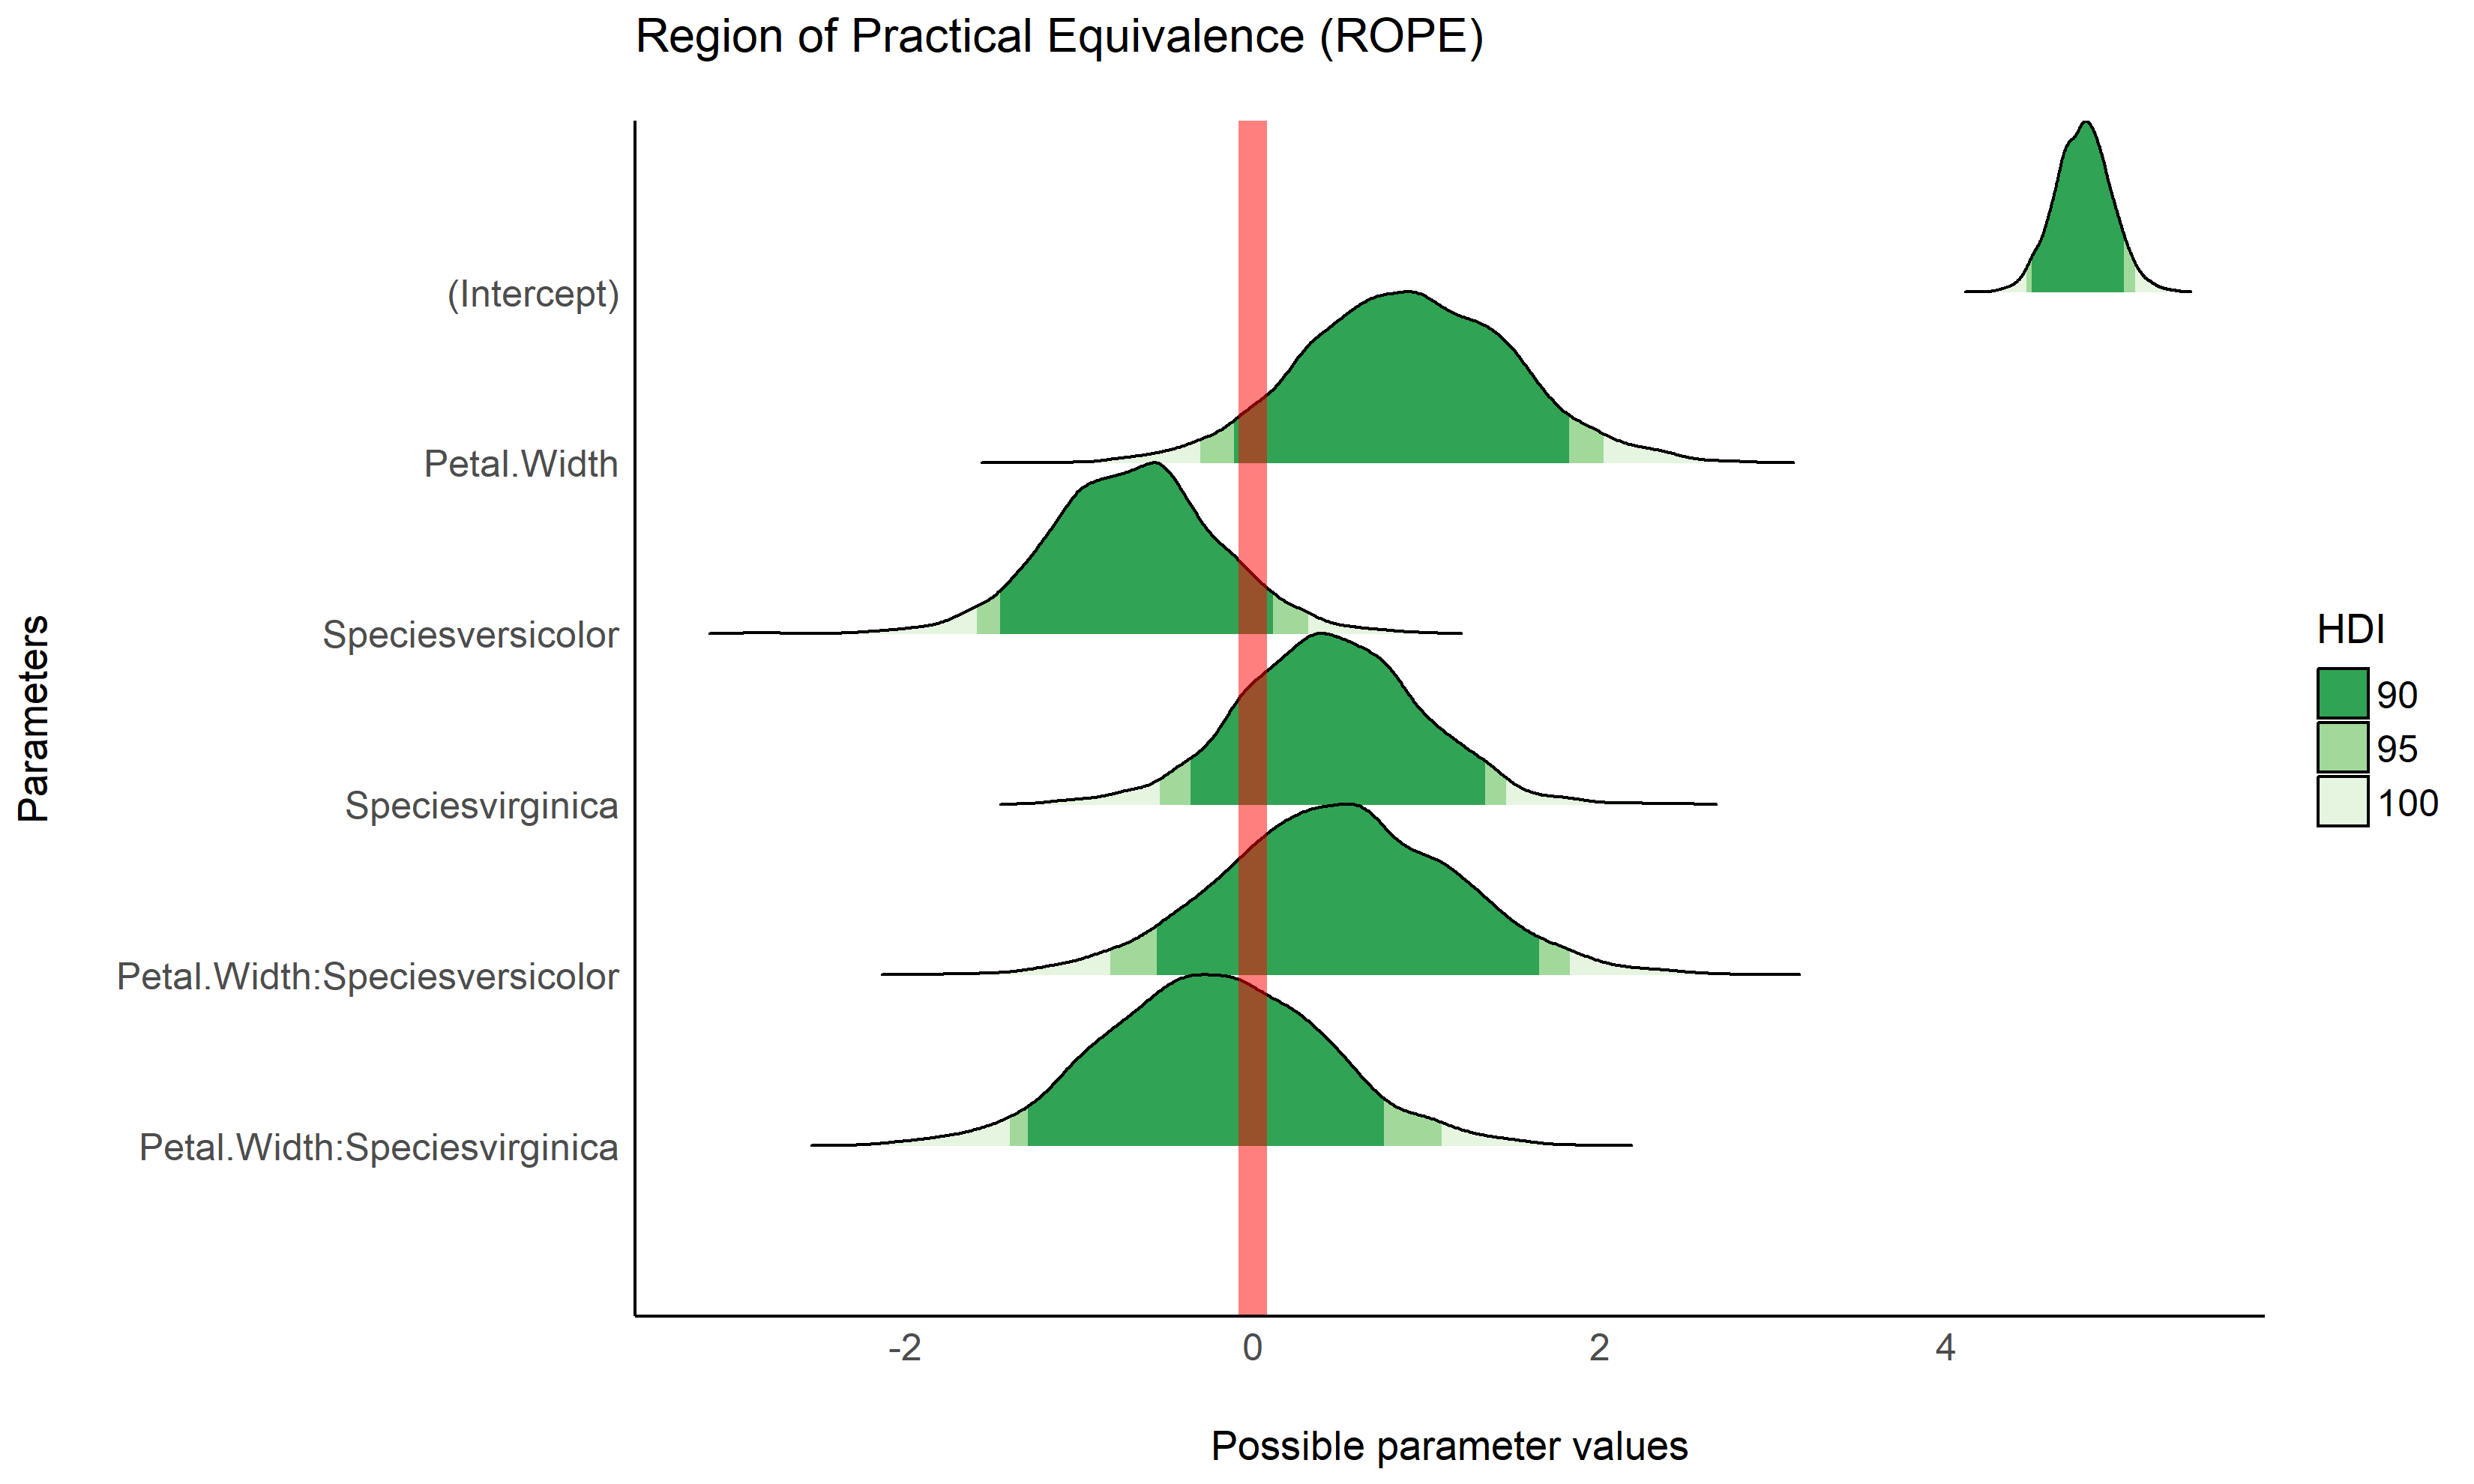 Region of Practical Equivalence (ROPE)
(Intercept)
Petal.Width
Speciesversicolor
Speciesvirginica
Petal.Width:Speciesversicolor
Petal.Width:Speciesvirginica
Parameters
-2
0
2
4
Possible parameter values
HDI
90
95
100